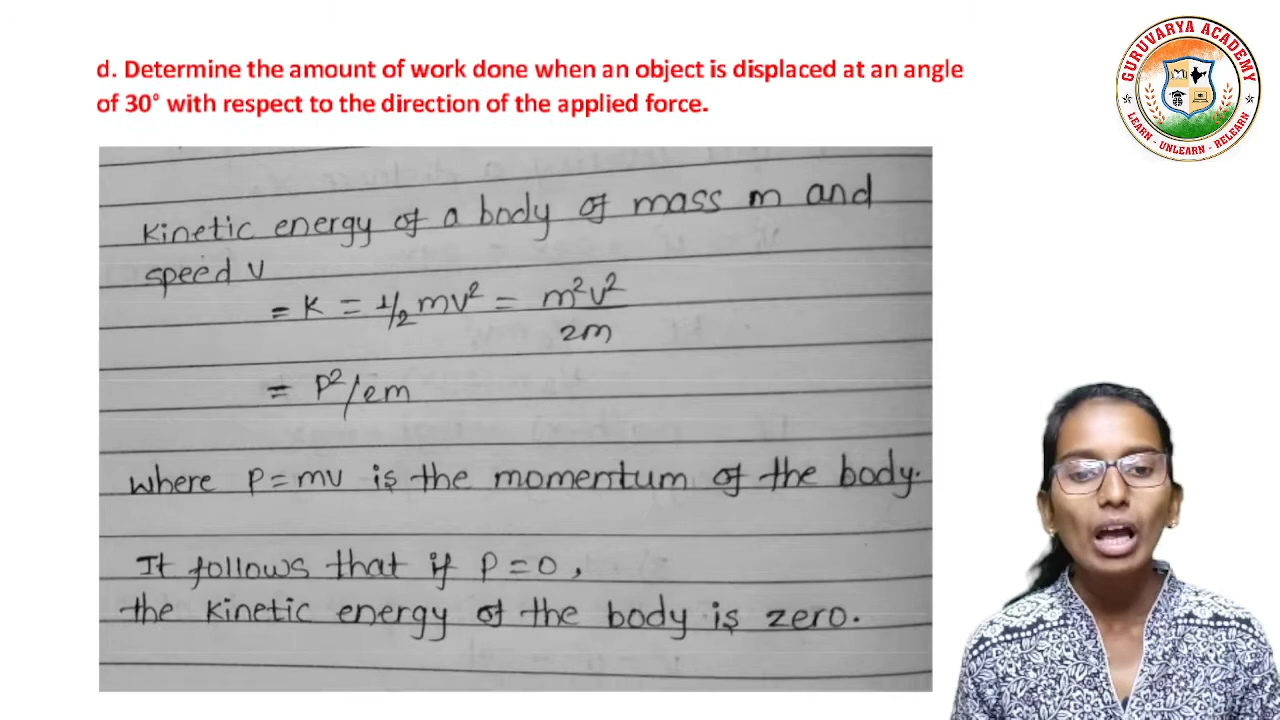 d. Determine the amount of work done when an object is displaced at an angle
of 30° with respect to the direction of the applied force.
GURUVARYA ACADEMY
LEARN - UNLEARN - RELEARN
Kinetic energy of a body of mass m and
speed v
= K = 1/2 mv² = m²v²
2m
= P²/2m
where P=mv is the momentum of the body.
It follows that if P=0,
the kinetic energy of the body is zero.